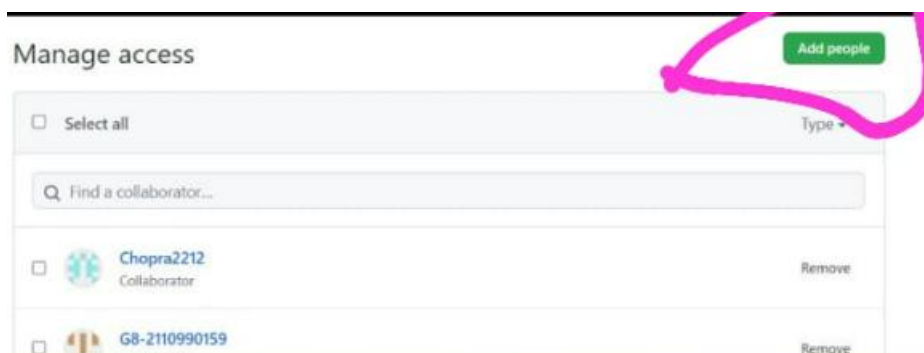 Manage access
Add people
Select all
Type
Find a collaborator...
Chopra2212
Collaborator
Remove
G8-2110990159
Remove